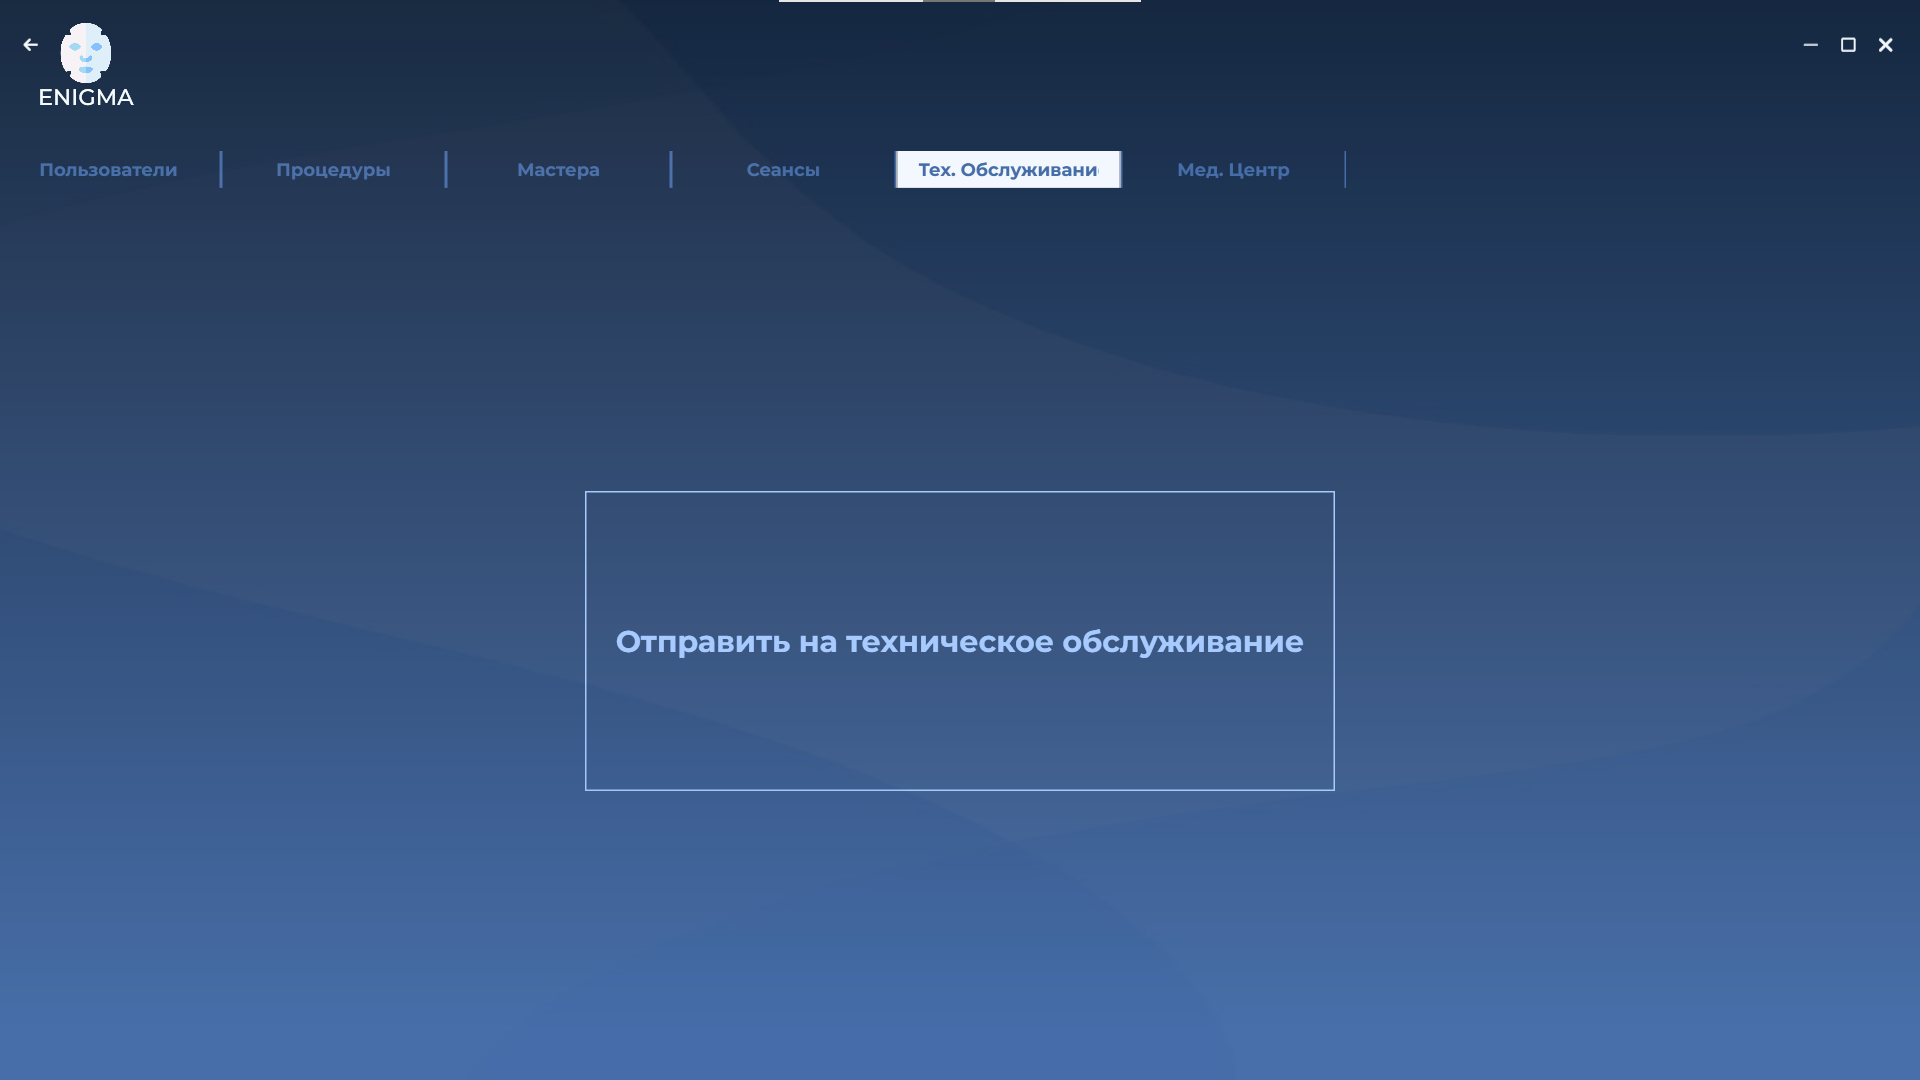 ENIGMA
Пользователи
Процедуры
Мастера
Сеансы
Тех. Обслуживани
Мед. Центр
Отправить на техническое обслуживание